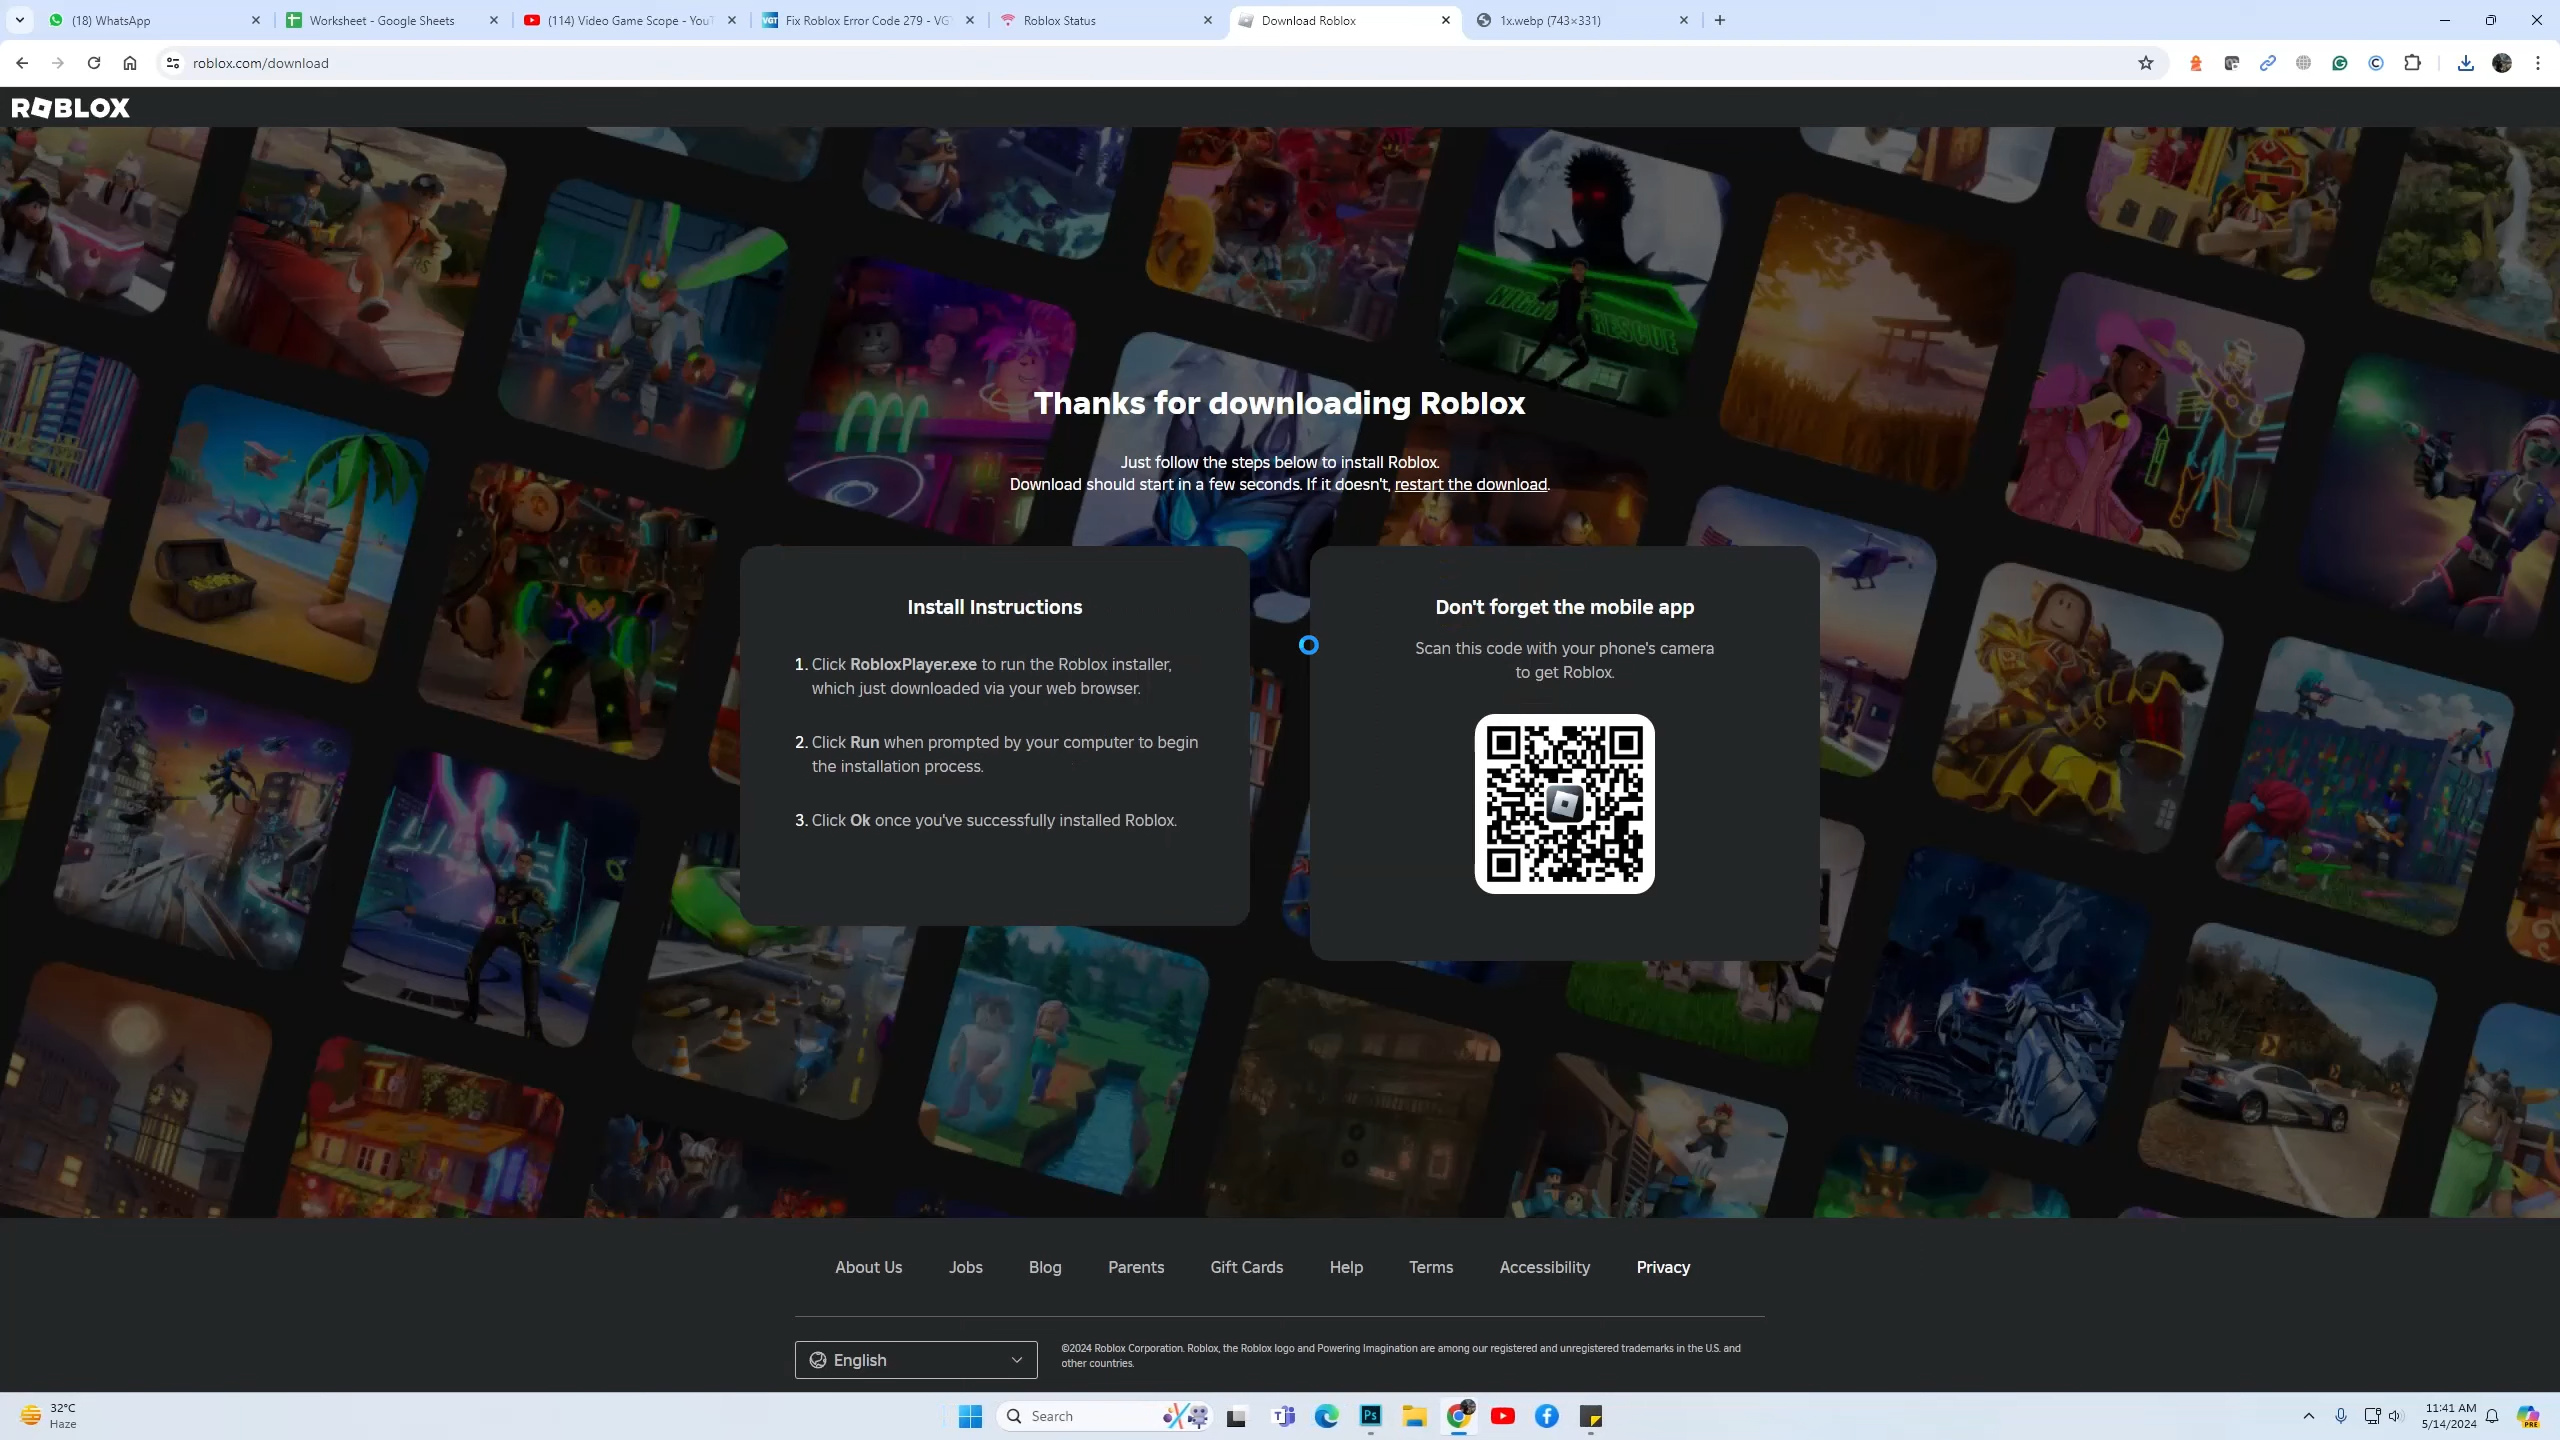 (18) WhatsApp
Worksheet - Google Sheets
(114) Video Game Scope - YouT
Fix Roblox Error Code 279 - VG
Roblox Status
Download Roblox
1x.webp (743×331)
roblox.com/download
ROBLOX
Thanks for downloading Roblox
Just follow the steps below to install Roblox.
Download should start in a few seconds. If it doesn't, restart the download.
Install Instructions
1. Click RobloxPlayer.exe to run the Roblox installer,
which just downloaded via your web browser.
2. Click Run when prompted by your computer to begin
the installation process.
3. Click Ok once you've successfully installed Roblox.
Don't forget the mobile app
Scan this code with your phone's camera
to get Roblox.
About Us Jobs Blog Parents Gift Cards Help Terms Accessibility Privacy
English
©2024 Roblox Corporation. Roblox, the Roblox logo and Powering Imagination are among our registered and unregistered trademarks in the U.S. and
other countries.
32°C
Haze
Search
Ps
11:41 AM
5/14/2024
PRE